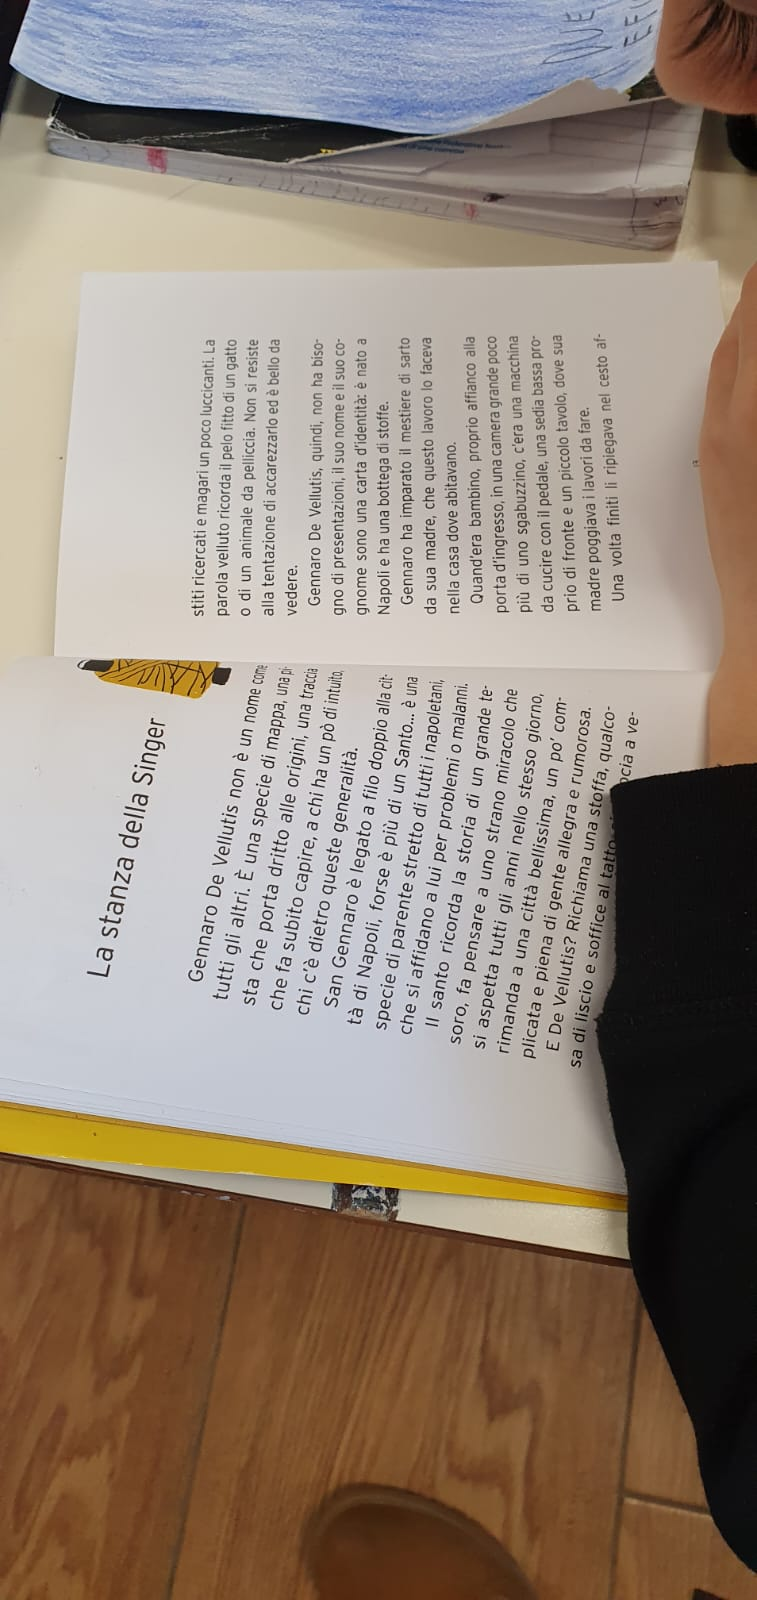 La stanza della Singer
Gennaro De Vellutis non è un nome come
tutti gli altri. È una specie di mappa, una pi-
sta che porta dritto alle origini, una traccia
che fa subito capire, a chi ha un pò di intuito,
chi c'è dietro queste generalità.
San Gennaro è legato a filo doppio alla cit-
tà di Napoli, forse è più di un Santo... è una
specie di parente stretto di tutti i napoletani,
che si affidano a lui per problemi o malanni.
Il santo ricorda la storia di un grande te-
soro, fa pensare a uno strano miracolo che
si aspetta tutti gli anni nello stesso giorno,
rimanda a una città bellissima, un po' com-
plicata e piena di gente allegra e rumorosa.
E De Vellutis? Richiama una stoffa, qualco-
sa di liscio e soffice al tatto
a ve-
stiti ricercati e magari un poco luccicanti. La
parola velluto ricorda il pelo fitto di un gatto
o di un animale da pelliccia. Non si resiste
alla tentazione di accarezzarlo ed è bello da
vedere.
Gennaro De Vellutis, quindi, non ha biso-
gno di presentazioni, il suo nome e il suo co-
gnome sono una carta d'identità: è nato a
Napoli e ha una bottega di stoffe.
Gennaro ha imparato il mestiere di sarto
da sua madre, che questo lavoro lo faceva
nella casa dove abitavano.
Quand'era bambino, proprio affianco alla
porta d'ingresso, in una camera grande poco
più di uno sgabuzzino, c'era una macchina
da cucire con il pedale, una sedia bassa pro-
prio di fronte e un piccolo tavolo, dove sua
madre poggiava i lavori da fare.
Una volta finiti li ripiegava nel cesto af-
DUE